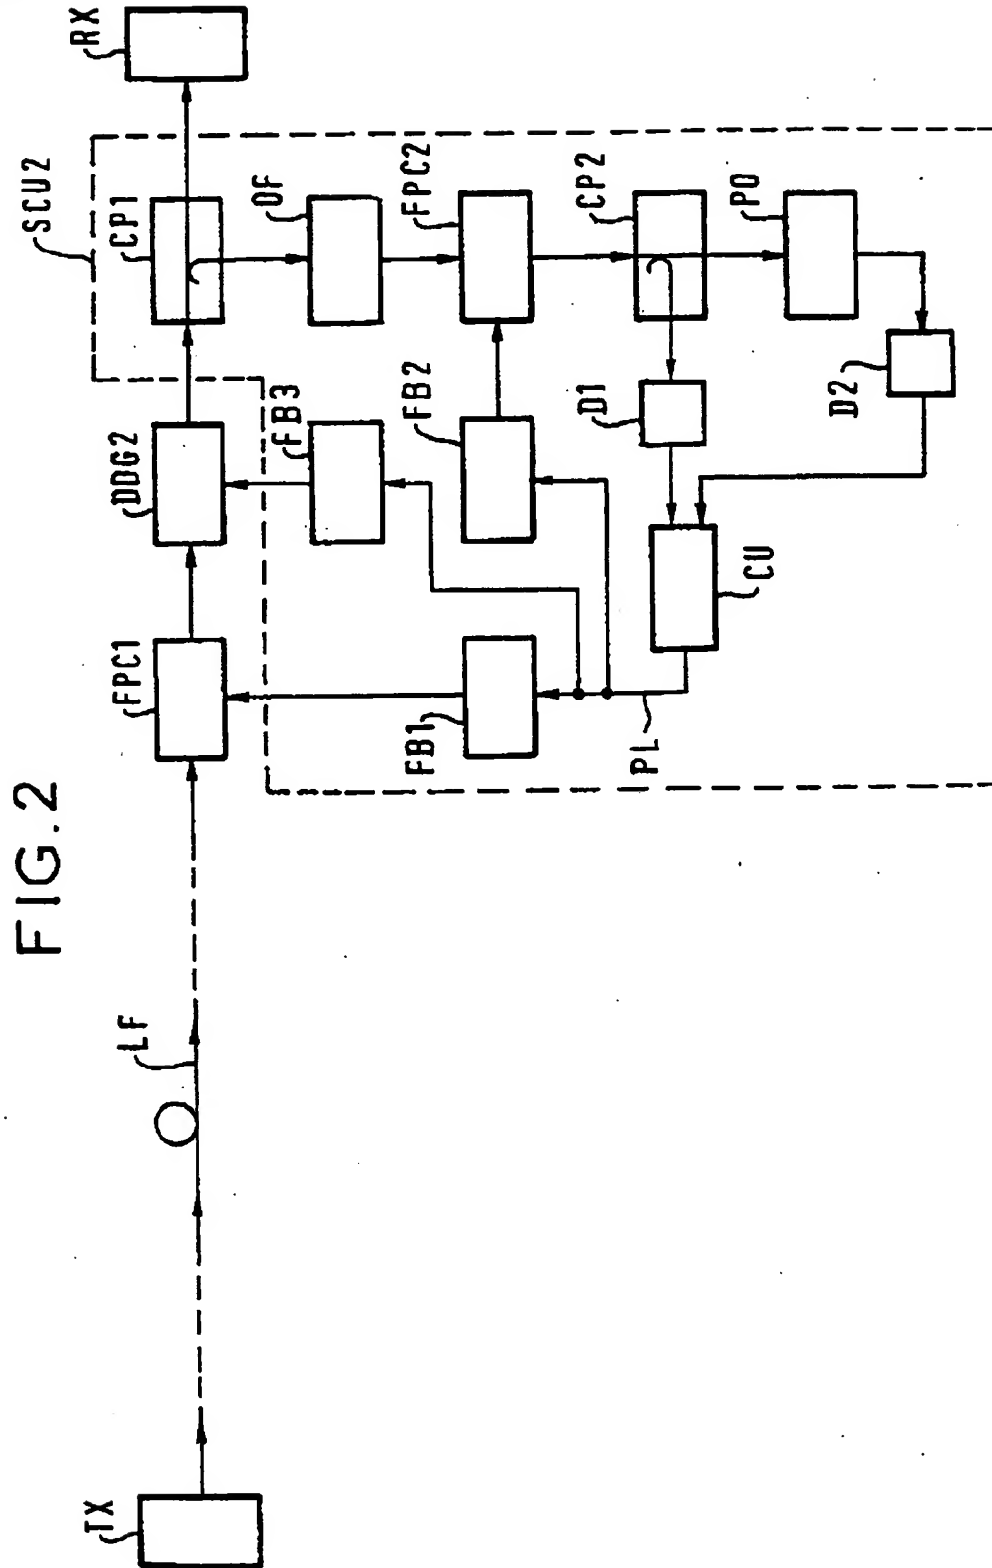 FIG.2
TX
LF
FPC1
DDG2
SCU2
CP1
RX
FB3
OF
FB1
FB2
FPC2
PL
CU
D1
CP2
D2
PO